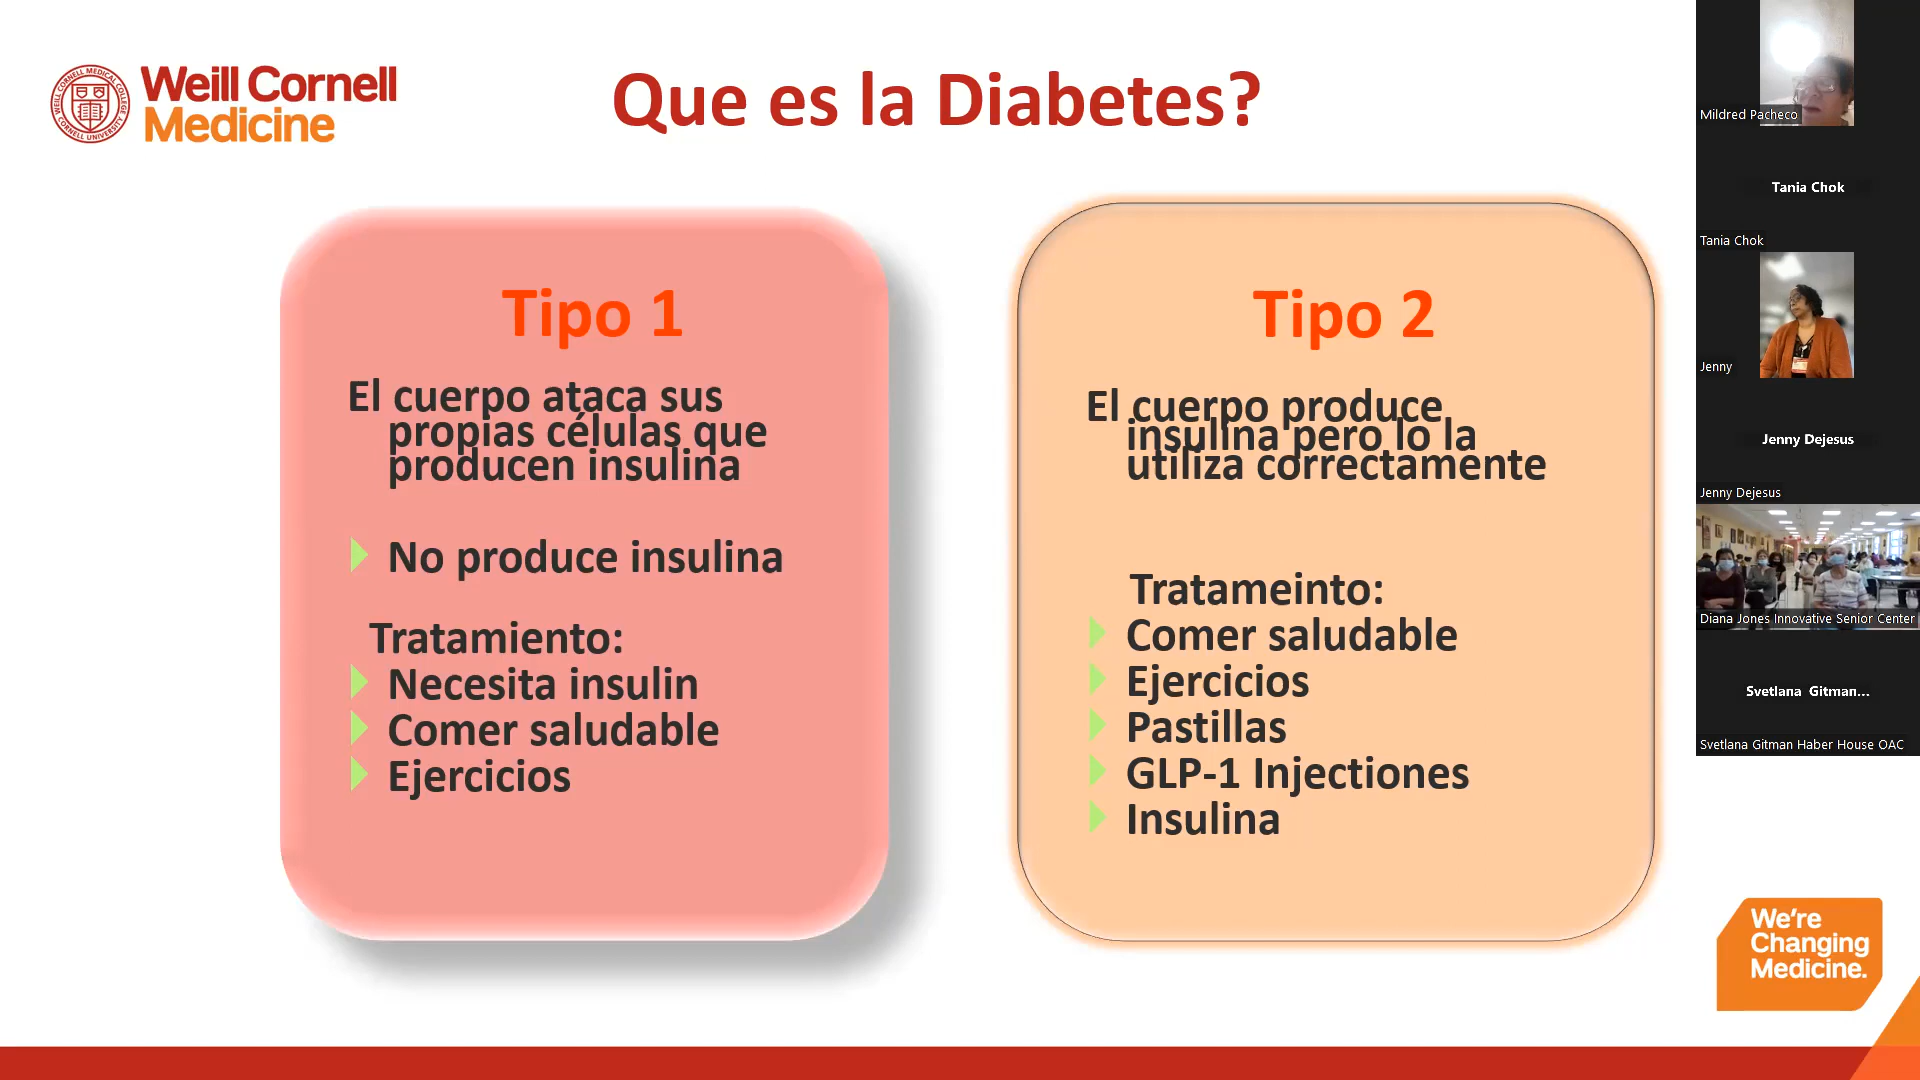 Weill Cornell
Medicine
Que es la Diabetes?
Tipo 1
El cuerpo ataca sus
propias células que
producen insulina
No produce insulina
Tratamiento:
Necesita insulin
Comer saludable
Ejercicios
Tipo 2
El cuerpo produce
insulina pero lo la
utiliza correctamente
Tratameinto:
Comer saludable
Ejercicios
Pastillas
GLP-1 Injectiones
Insulina
We're
Changing
Medicine.
Mildred Pacheco
Tania Chok
Tania Chok
Jenny
Jenny Dejesus
Jenny Dejesus
Diana Jones Innovative Senior Center
Svetlana Gitman...
Svetlana Gitman Haber House OAC